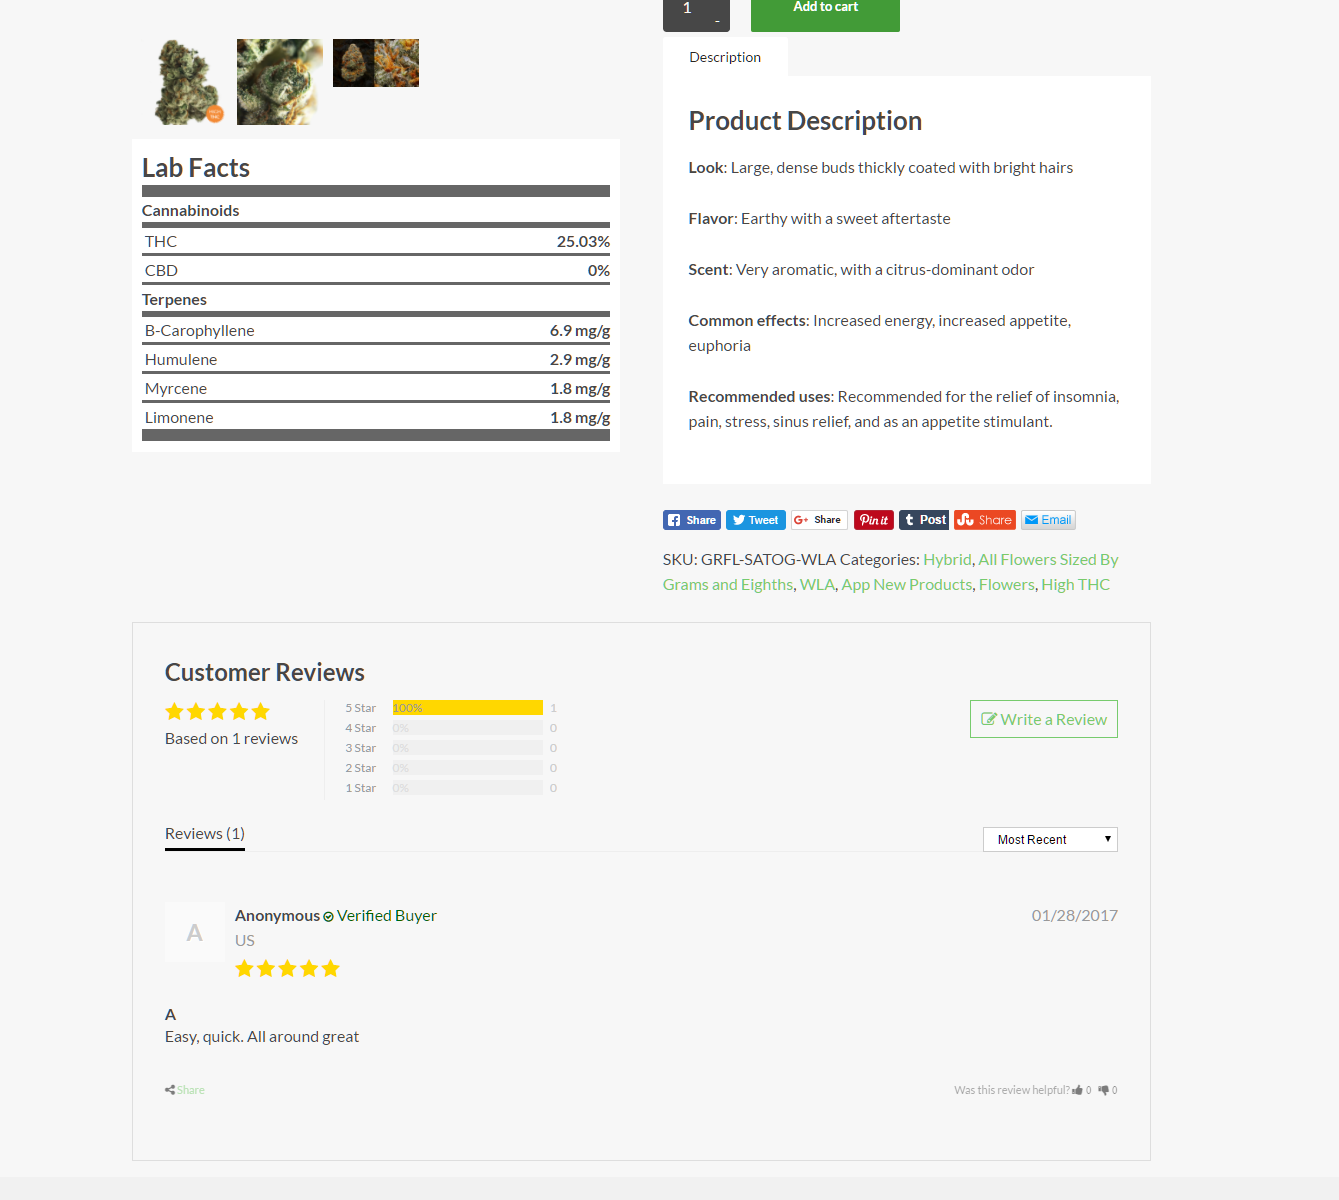 1
-
Add to cart
Description
Product Description
Look: Large, dense buds thickly coated with bright hairs
Flavor: Earthy with a sweet aftertaste
Scent: Very aromatic, with a citrus-dominant odor
Common effects: Increased energy, increased appetite,
euphoria
Recommended uses: Recommended for the relief of insomnia,
pain, stress, sinus relief, and as an appetite stimulant.
Lab Facts
Cannabinoids
THC 25.03%
CBD 0%
Terpenes
B-Carophyllene 6.9 mg/g
Humulene 2.9 mg/g
Myrcene 1.8 mg/g
Limonene 1.8 mg/g
Share Tweet Share Pin it Post Share Email
SKU: GRFL-SATOG-WLA Categories: Hybrid, All Flowers Sized By
Grams and Eighths, WLA, App New Products, Flowers, High THC
Customer Reviews
Based on 1 reviews
5 Star 100% 1
4 Star 0% 0
3 Star 0% 0
2 Star 0% 0
1 Star 0% 0
Write a Review
Reviews (1)
Most Recent
A
Anonymous Verified Buyer 01/28/2017
US
A
Easy, quick. All around great
Share
Was this review helpful? 0 0